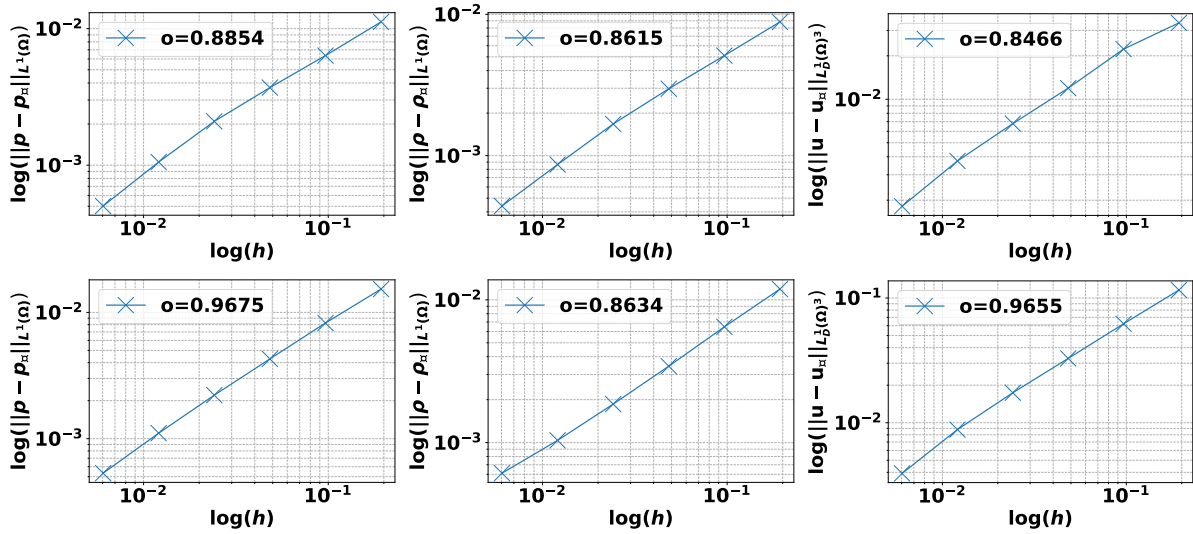 log(||p − p¤||L¹(Ω))
10⁻²
10⁻³
o=0.8854
10⁻² 10⁻¹
log(h)
log(||ρ − ρ¤||L¹(Ω))
10⁻²
10⁻³
o=0.8615
10⁻² 10⁻¹
log(h)
log(||u − u¤||L¹(Ω)³)
10⁻²
o=0.8466
10⁻² 10⁻¹
log(h)
log(||p − p¤||L¹(Ω))
10⁻²
10⁻³
o=0.9675
10⁻² 10⁻¹
log(h)
log(||ρ − ρ¤||L¹(Ω))
10⁻²
10⁻³
o=0.8634
10⁻² 10⁻¹
log(h)
log(||u − u¤||L¹(Ω)³)
10⁻¹
10⁻²
o=0.9655
10⁻² 10⁻¹
log(h)